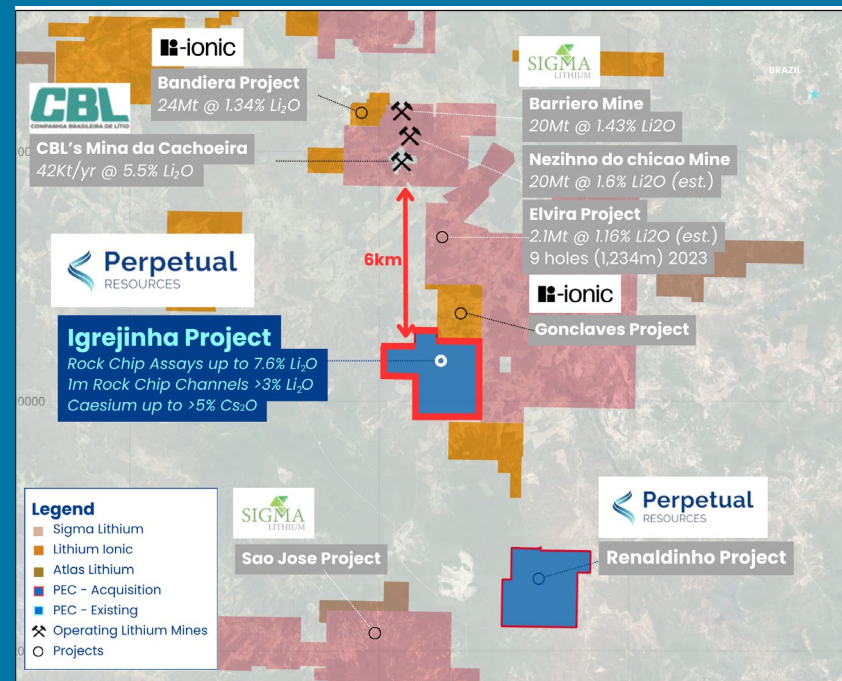 Li-ionic
Bandiera Project
24Mt @ 1.34% Li₂O
CBL
COMPANHIA BRASILEIRA DE LÍTIO
CBL's Mina da Cachoeira
42Kt/yr @ 5.5% Li₂O
SIGMA
LITHIUM
BRAZIL
Barriero Mine
20Mt @ 1.43% Li2O
Nezihno do chicao Mine
20Mt @ 1.6% Li2O (est.)
Elvira Project
2.1Mt @ 1.16% Li2O (est.)
9 holes (1,234m) 2023
6km
Perpetual
RESOURCES
Li-ionic
Gonclaves Project
Igrejinha Project
Rock Chip Assays up to 7.6% Li₂O
1m Rock Chip Channels >3% Li₂O
Caesium up to >5% Cs₂O
0000
Legend
Sigma Lithium
Lithium Ionic
Atlas Lithium
PEC - Acquisition
PEC - Existing
Operating Lithium Mines
Projects
SIGMA
LITHIUM
Sao Jose Project
Perpetual
RESOURCES
Renaldinho Project